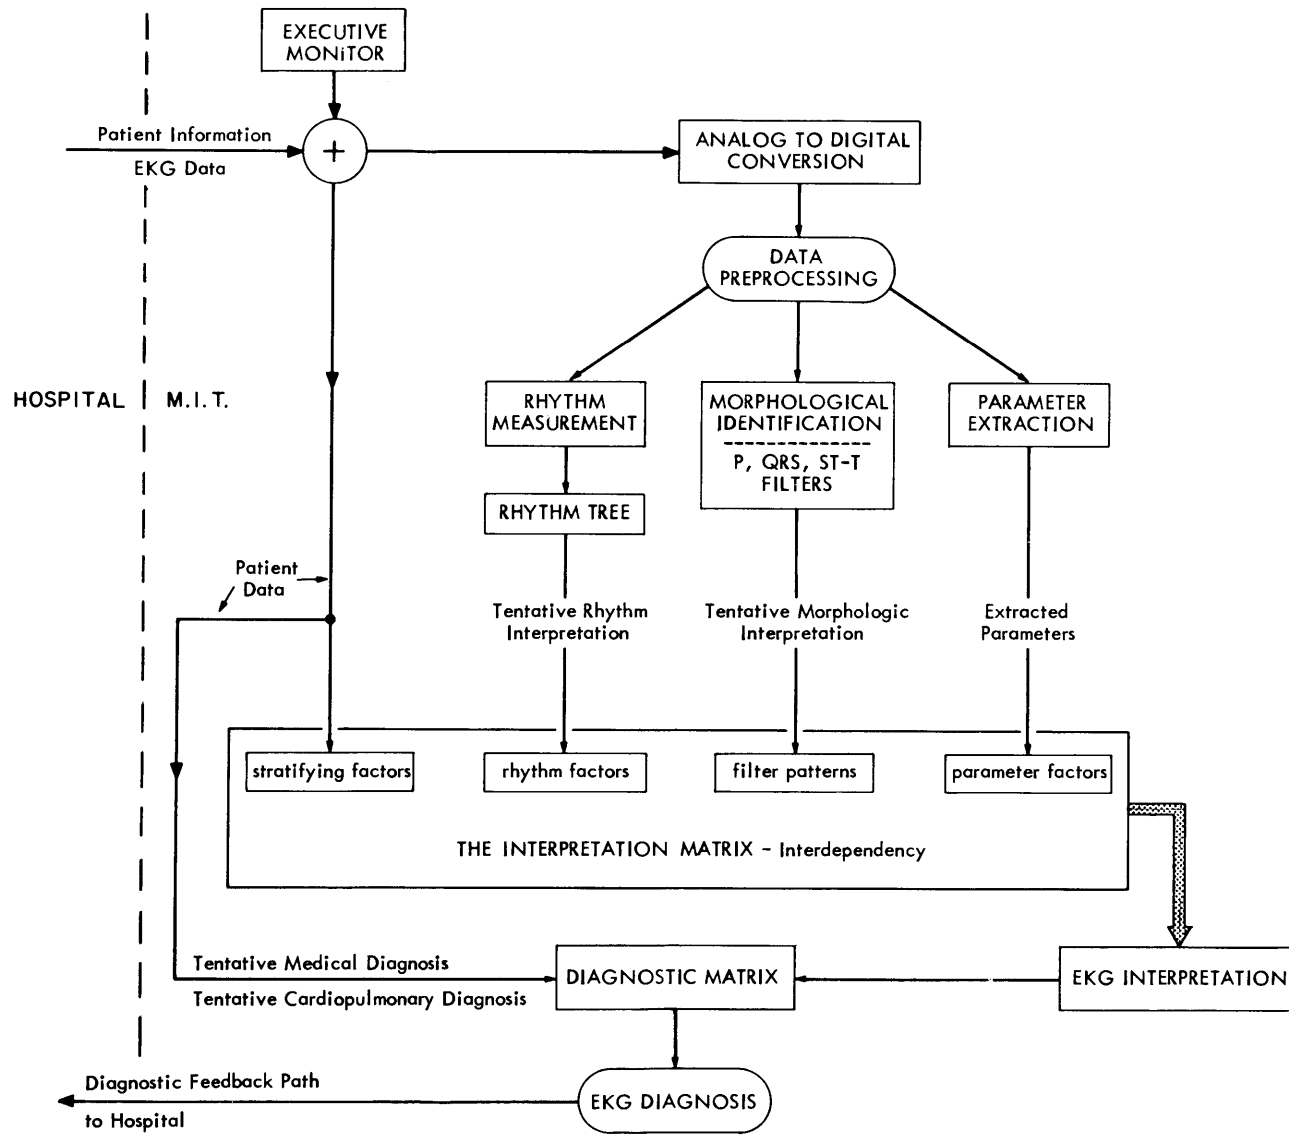 EXECUTIVE
MONiTOR
Patient Information
EKG Data
+
ANALOG TO DIGITAL
CONVERSION
DATA
PREPROCESSING
HOSPITAL
M.I.T.
RHYTHM
MEASUREMENT
MORPHOLOGICAL
IDENTIFICATION
P, QRS, ST-T
FILTERS
PARAMETER
EXTRACTION
RHYTHM TREE
Patient
Data
Tentative Rhythm
Interpretation
Tentative Morphologic
Interpretation
Extracted
Parameters
stratifying factors
rhythm factors
filter patterns
parameter factors
THE INTERPRETATION MATRIX - Interdependency
Tentative Medical Diagnosis
Tentative Cardiopulmonary Diagnosis
DIAGNOSTIC MATRIX
EKG INTERPRETATION
Diagnostic Feedback Path
to Hospital
EKG DIAGNOSIS